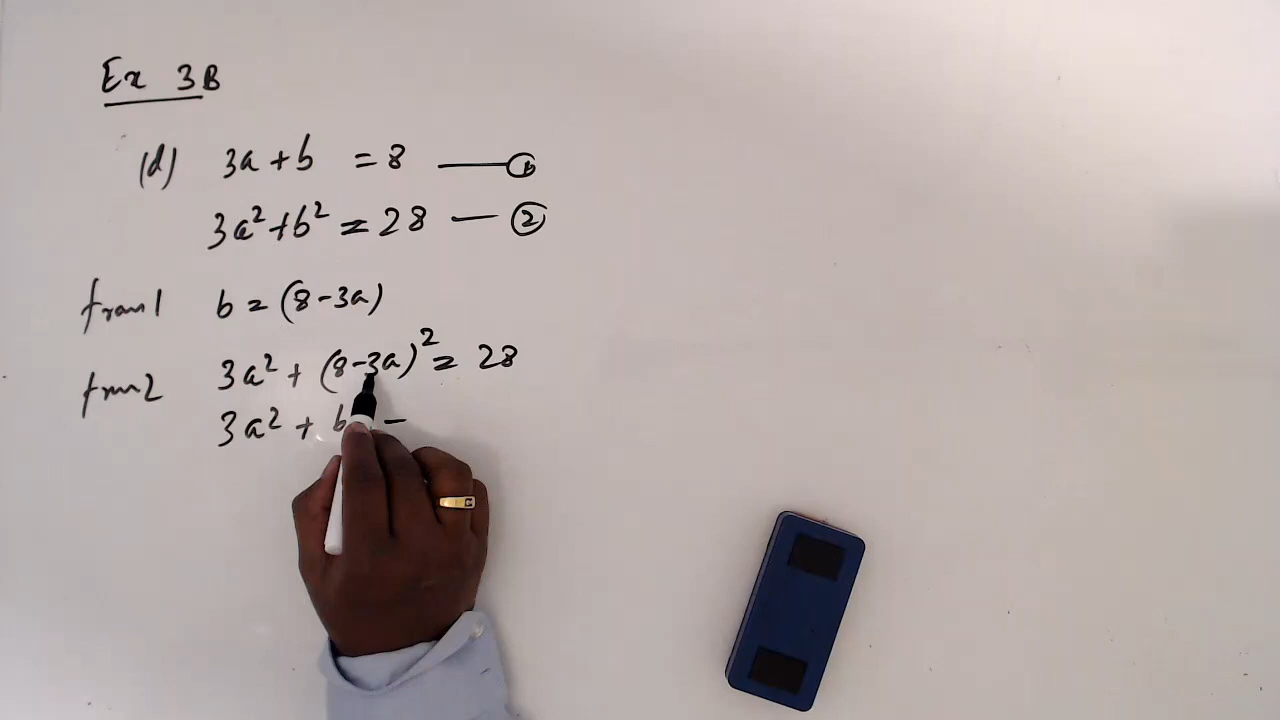 Ex 3B
(d) 3a + b = 8 — ①
3a² + b² = 28 — ②
from 1 b = (8-3a)
from 2 3a² + (8-3a)² = 28
3a² + 6 -